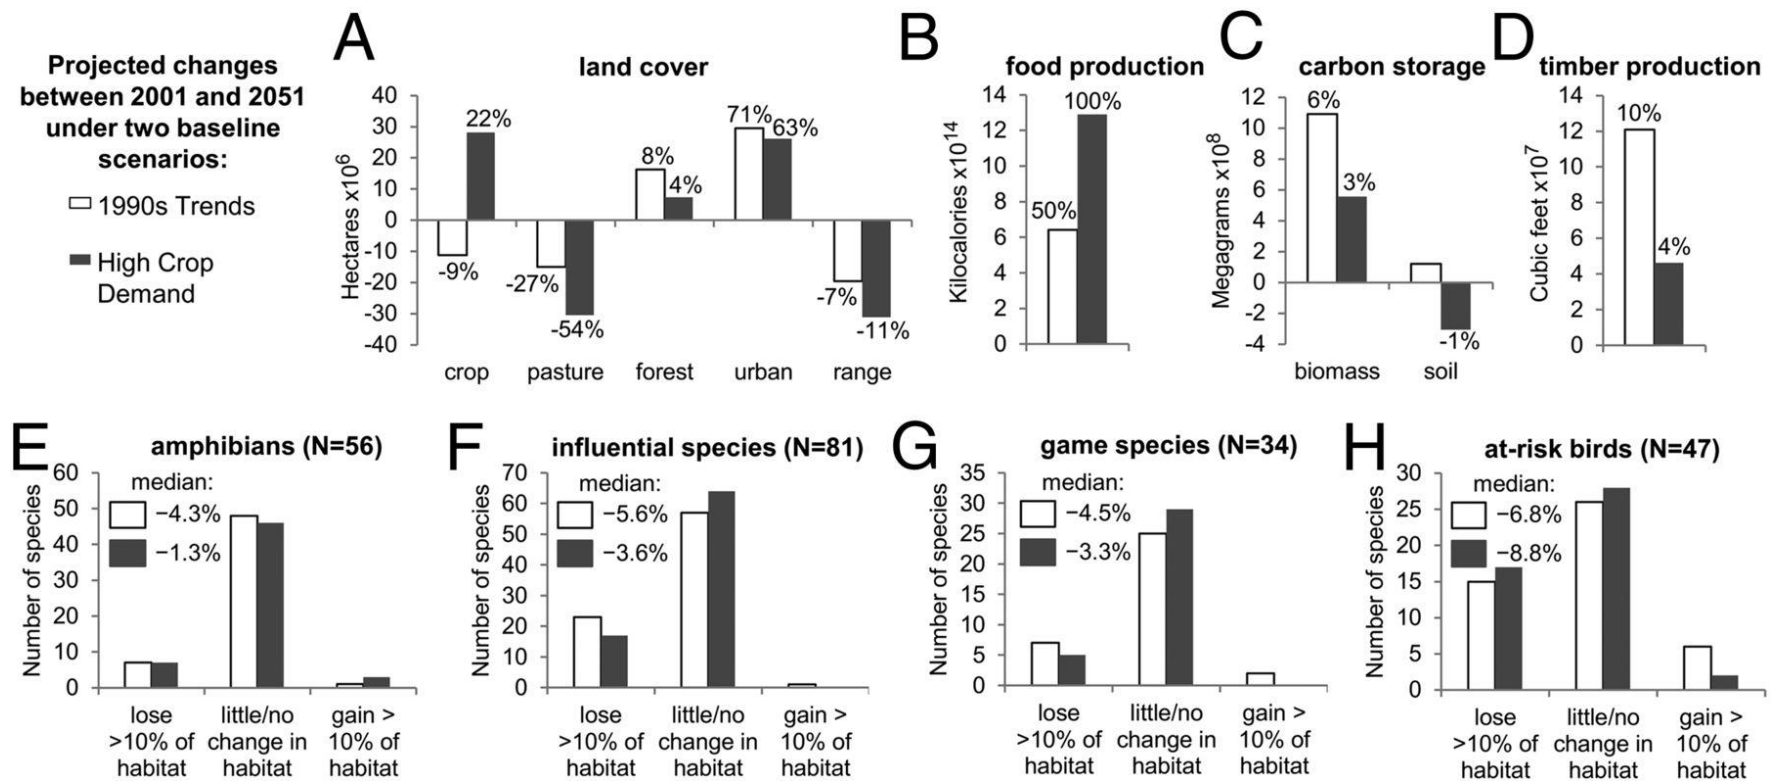 Projected changes
between 2001 and 2051
under two baseline
scenarios:
1990s Trends
High Crop
Demand
A
land cover
Hectares x10⁶
40
30
20
10
0
-10
-20
-30
-40
-9%
22%
-27%
-54%
8%
4%
71%
63%
-7%
-11%
crop
pasture
forest
urban
range
B
food production
Kilocalories x10¹⁴
14
12
10
8
6
4
2
0
50%
100%
C
carbon storage
Megagrams x10⁸
12
10
8
6
4
2
0
-2
-4
6%
3%
-1%
biomass
soil
D
timber production
Cubic feet x10⁷
14
12
10
8
6
4
2
0
10%
4%
E
amphibians (N=56)
Number of species
60
50
40
30
20
10
0
median:
−4.3%
−1.3%
lose
>10% of
habitat
little/no
change in
habitat
gain >
10% of
habitat
F
influential species (N=81)
Number of species
70
60
50
40
30
20
10
0
median:
−5.6%
−3.6%
lose
>10% of
habitat
little/no
change in
habitat
gain >
10% of
habitat
G
game species (N=34)
Number of species
35
30
25
20
15
10
5
0
median:
−4.5%
−3.3%
lose
>10% of
habitat
little/no
change in
habitat
gain >
10% of
habitat
H
at-risk birds (N=47)
Number of species
30
25
20
15
10
5
0
median:
−6.8%
−8.8%
lose
>10% of
habitat
little/no
change in
habitat
gain >
10% of
habitat